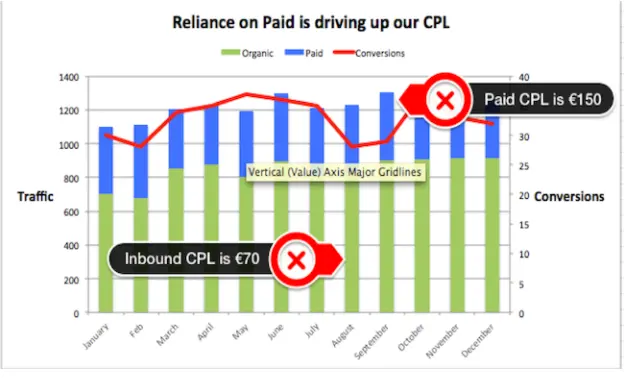 Reliance on Paid is driving up our CPL
Organic Paid Conversions
1400
1200
1000
800
600
400
200
0
Traffic
40
30
25
20
15
10
5
0
Conversions
Paid CPL is €150
Vertical (Value) Axis Major Gridlines
Inbound CPL is €70
January
Feb
March
April
May
June
July
August
September
October
November
December